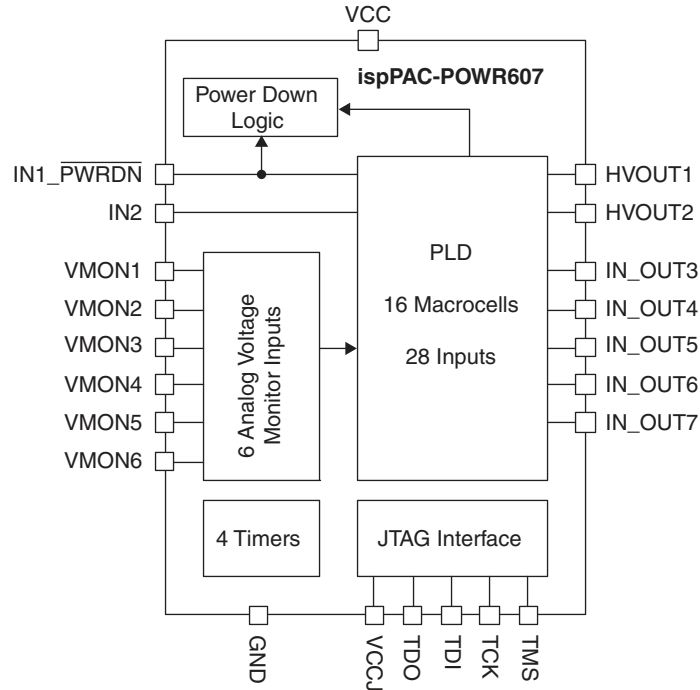 VCC
ispPAC-POWR607
Power Down
Logic
IN1_PWRDN
IN2
VMON1
VMON2
VMON3
VMON4
VMON5
VMON6
6 Analog Voltage
Monitor Inputs
PLD
16 Macrocells
28 Inputs
HVOUT1
HVOUT2
IN_OUT3
IN_OUT4
IN_OUT5
IN_OUT6
IN_OUT7
4 Timers
JTAG Interface
GND
VCCJ
TDO
TDI
TCK
TMS